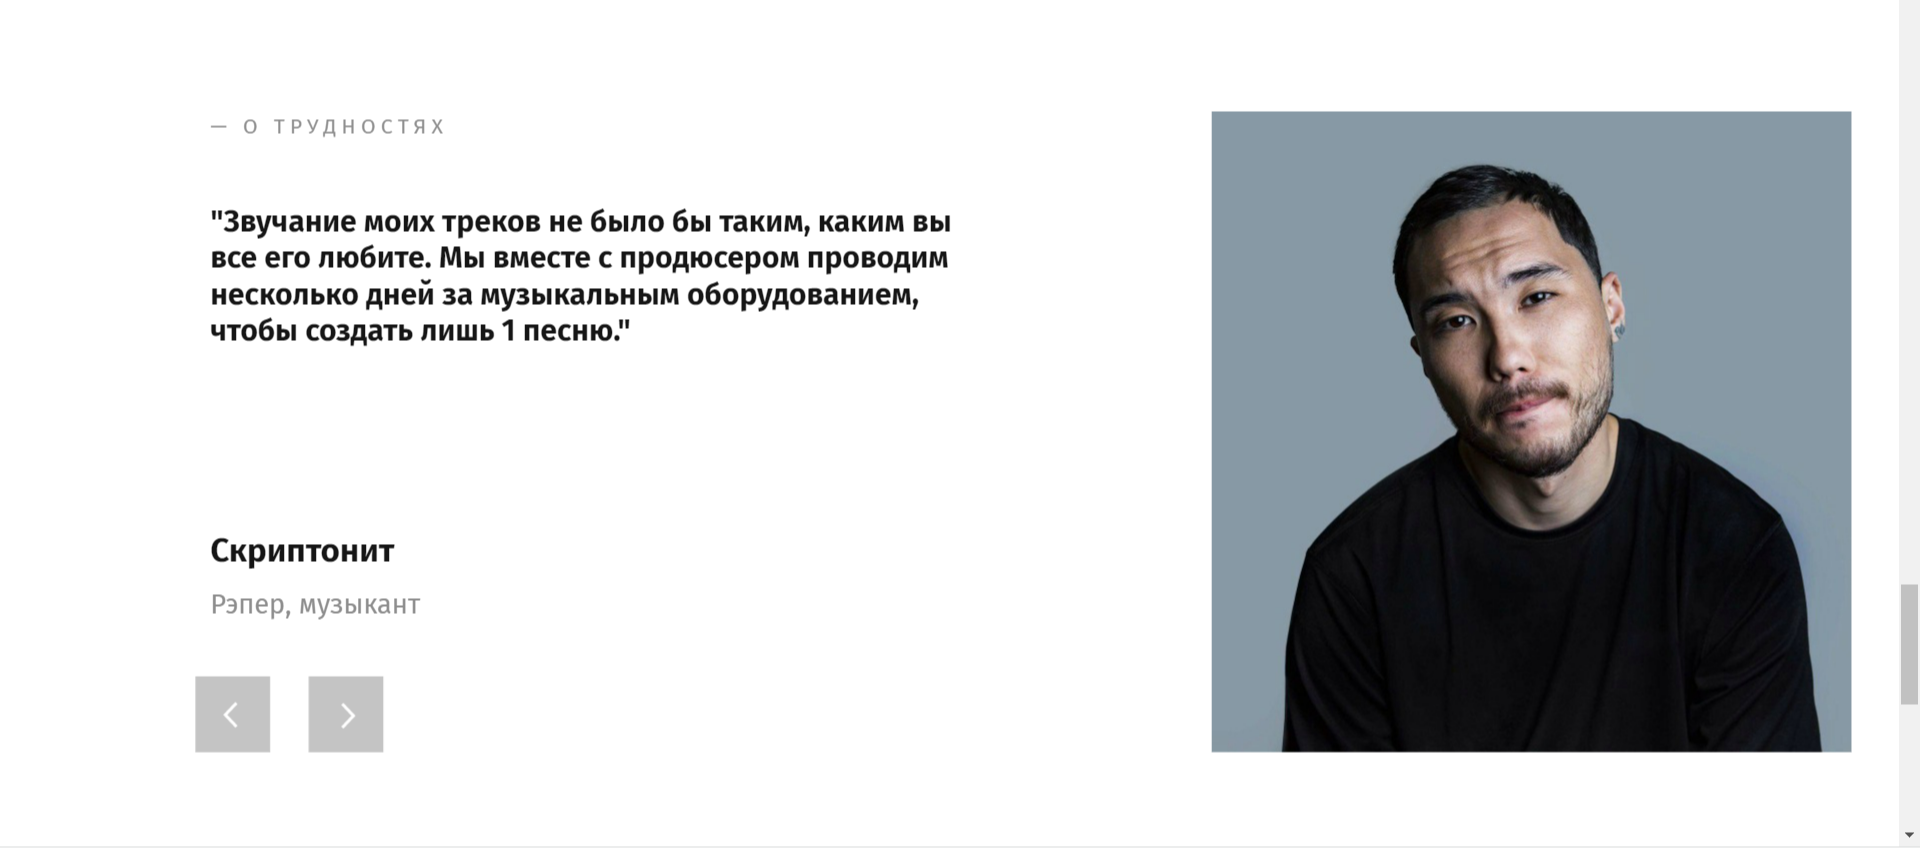 — О ТРУДНОСТЯХ
"Звучание моих треков не было бы таким, каким вы
все его любите. Мы вместе с продюсером проводим
несколько дней за музыкальным оборудованием,
чтобы создать лишь 1 песню."
Скриптонит
Рэпер, музыкант